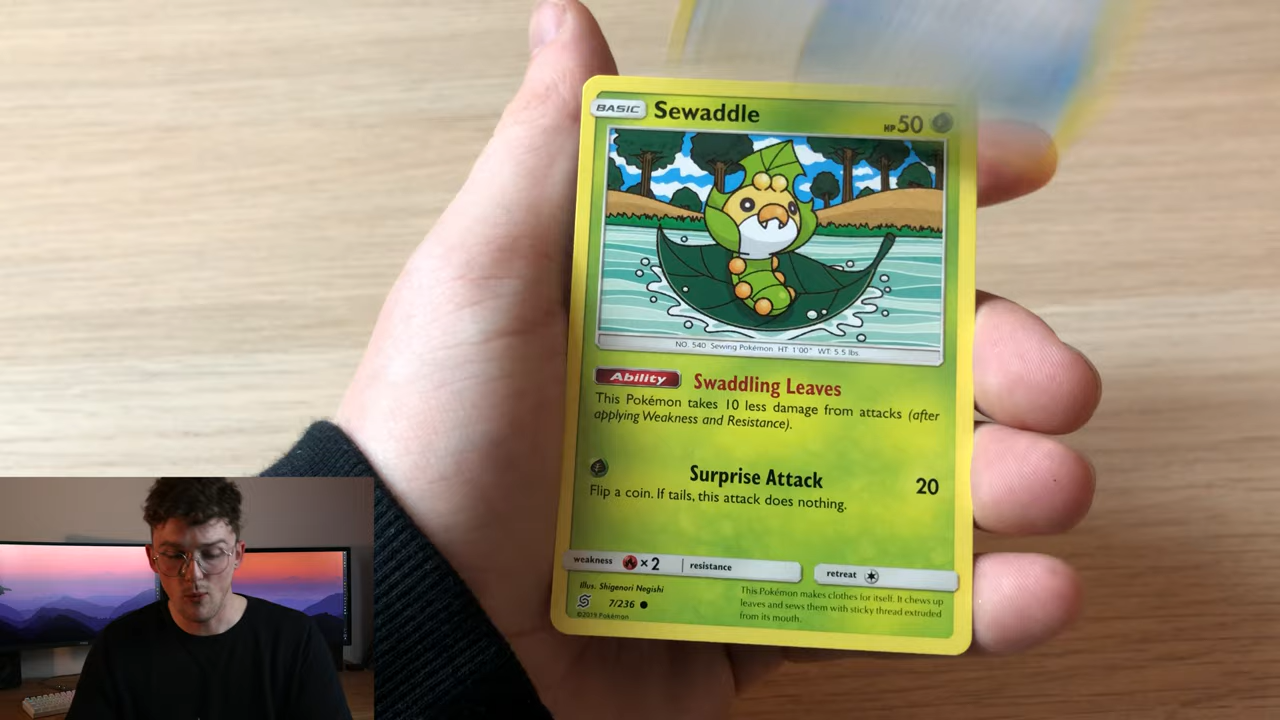 BASIC Sewaddle HP 50
NO. 540 Sewing Pokémon HT 1'00" WT: 5.5 lbs.
Ability Swaddling Leaves
This Pokémon takes 10 less damage from attacks (after
applying Weakness and Resistance).
Surprise Attack 20
Flip a coin. If tails, this attack does nothing.
weakness ×2 resistance retreat
Illus. Shigenori Negishi
7/236
©2019 Pokémon
This Pokémon makes clothes for itself. It chews up
leaves and sews them with sticky thread extruded
from its mouth.